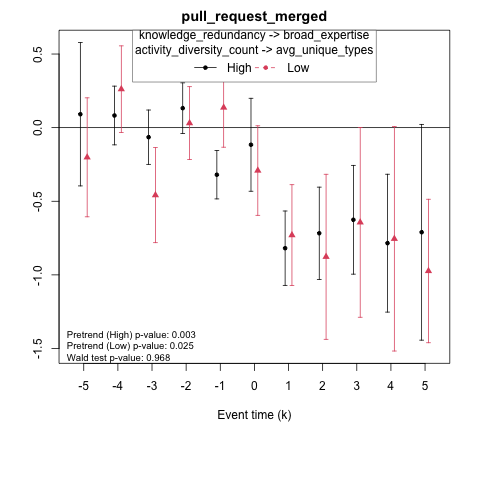 pull_request_merged
knowledge_redundancy -> broad_expertise
activity_diversity_count -> avg_unique_types
High Low
0.5
0.0
-0.5
-1.0
-1.5
Pretrend (High) p-value: 0.003
Pretrend (Low) p-value: 0.025
Wald test p-value: 0.968
-5 -4 -3 -2 -1 0 1 2 3 4 5
Event time (k)